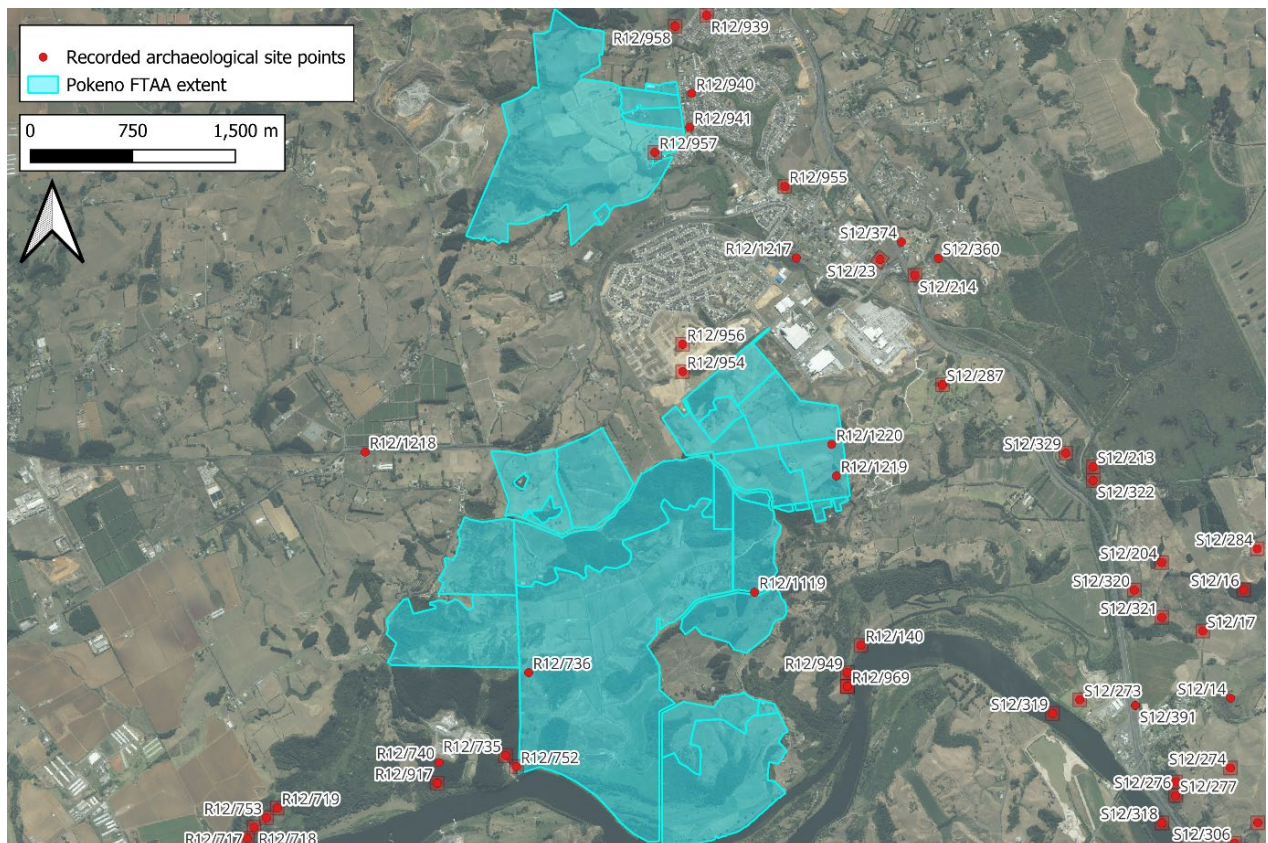 Recorded archaeological site points
Pokeno FTAA extent
0 750 1,500 m
R12/958
R12/939
R12/940
R12/941
R12/957
R12/955
S12/374
R12/1217
S12/360
S12/23
S12/214
R12/956
R12/954
S12/287
R12/1218
R12/1220
S12/329
S12/213
R12/1219
S12/322
S12/284
S12/204
R12/1119
S12/320
S12/16
S12/321
S12/17
R12/140
R12/736
R12/949
R12/969
S12/273
S12/14
S12/319
S12/391
R12/740
R12/735
R12/752
S12/274
R12/917
S12/276
S12/277
R12/753
R12/719
S12/318
R12/717
R12/718
S12/306